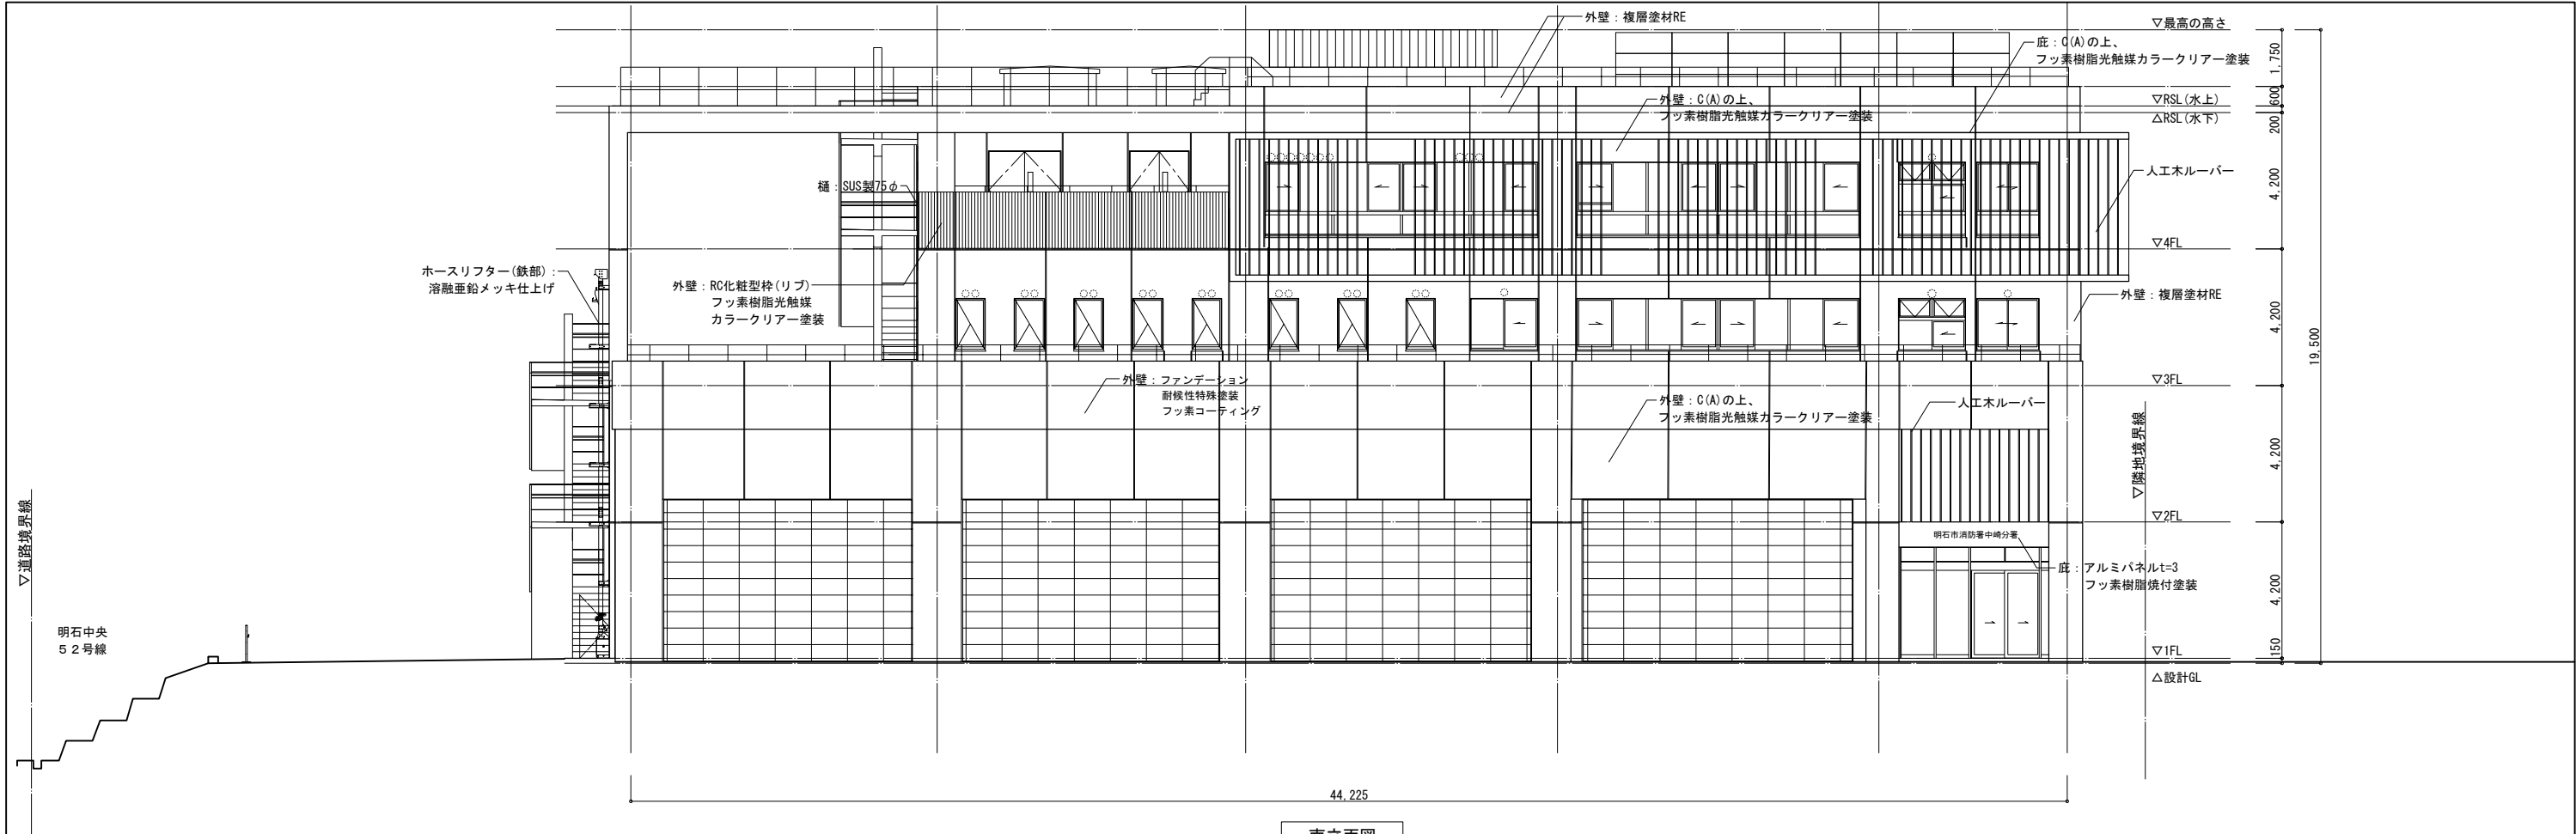 外壁：複層塗材RE
▽最高の高さ
庇：C(A)の上、
フッ素樹脂光触媒カラークリアー塗装
1,750
外壁：C(A)の上、
フッ素樹脂光触媒カラークリアー塗装
▽RSL(水上)
600
△RSL(水下)
200
樋：SUS製75φ
人工木ルーバー
4,200
▽4FL
ホースリフター(鉄部)：
溶融亜鉛メッキ仕上げ
外壁：RC化粧型枠(リブ)
フッ素樹脂光触媒
カラークリアー塗装
外壁：複層塗材RE
4,200
19,500
▽3FL
外壁：ファンデーション
耐候性特殊塗装
フッ素コーティング
外壁：C(A)の上、
フッ素樹脂光触媒カラークリアー塗装
人工木ルーバー
▽隣地境界線
4,200
▽道路境界線
▽2FL
明石市消防署中崎分署
庇：アルミパネルt=3
フッ素樹脂焼付塗装
4,200
明石中央
５２号線
▽1FL
150
△設計GL
44,225